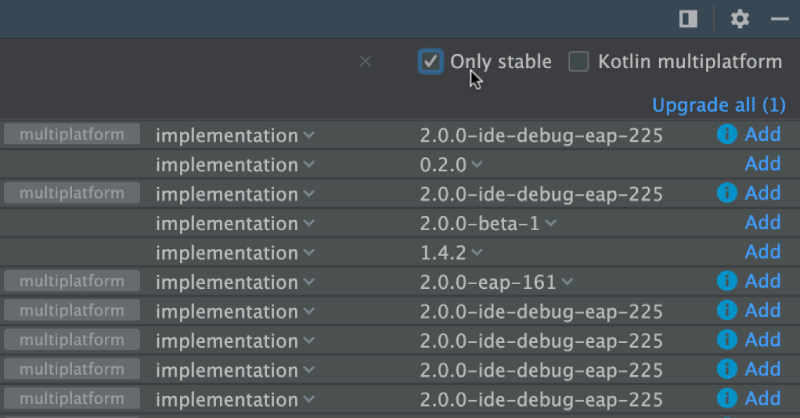 Only stable Kotlin multiplatform
Upgrade all (1)
multiplatform implementation 2.0.0-ide-debug-eap-225 Add
implementation 0.2.0 Add
multiplatform implementation 2.0.0-ide-debug-eap-225 Add
implementation 2.0.0-beta-1 Add
implementation 1.4.2 Add
multiplatform implementation 2.0.0-eap-161 Add
multiplatform implementation 2.0.0-ide-debug-eap-225 Add
multiplatform implementation 2.0.0-ide-debug-eap-225 Add
multiplatform implementation 2.0.0-ide-debug-eap-225 Add
multiplatform implementation 2.0.0-ide-debug-eap-225 Add